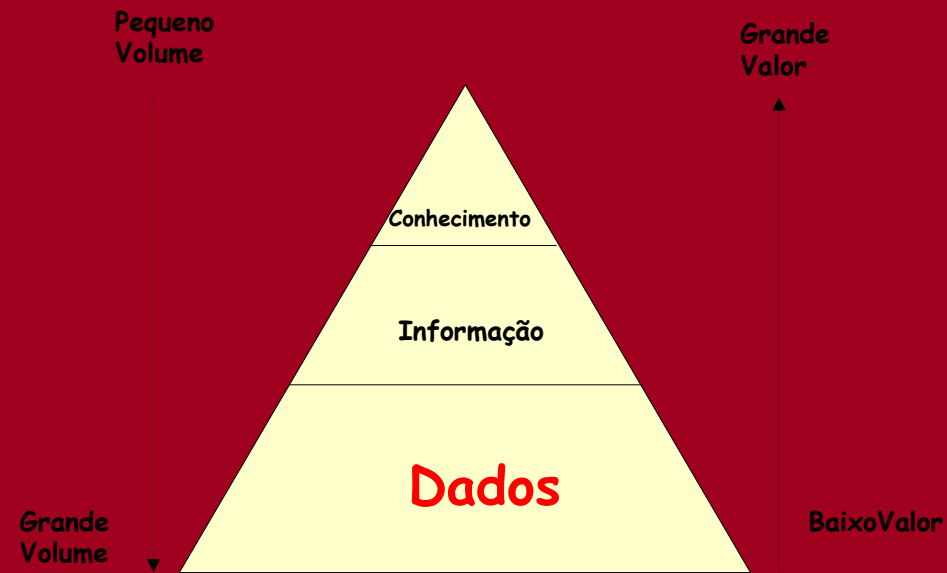 Pequeno
Volume
Grande
Valor
Conhecimento
Informação
Dados
Grande
Volume
BaixoValor